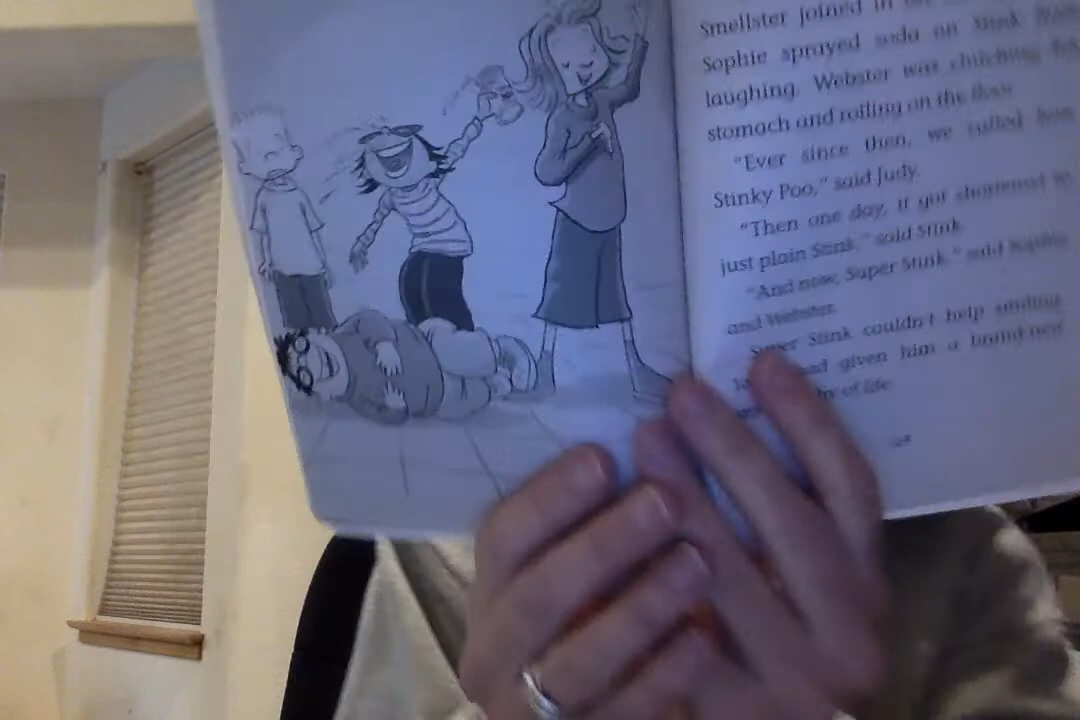 Smellster joined in
Sophie sprayed soda on Stink from
laughing. Webster was clutching his
stomach and rolling on the floor.
"Ever since then, we called him
Stinky Poo," said Judy.
"Then one day, it got shortened to
just plain Stink," said Stink.
"And now, Super Stink," said Sophie
and Webster.
Super Stink couldn't help smiling
had given him a brand-new
of life